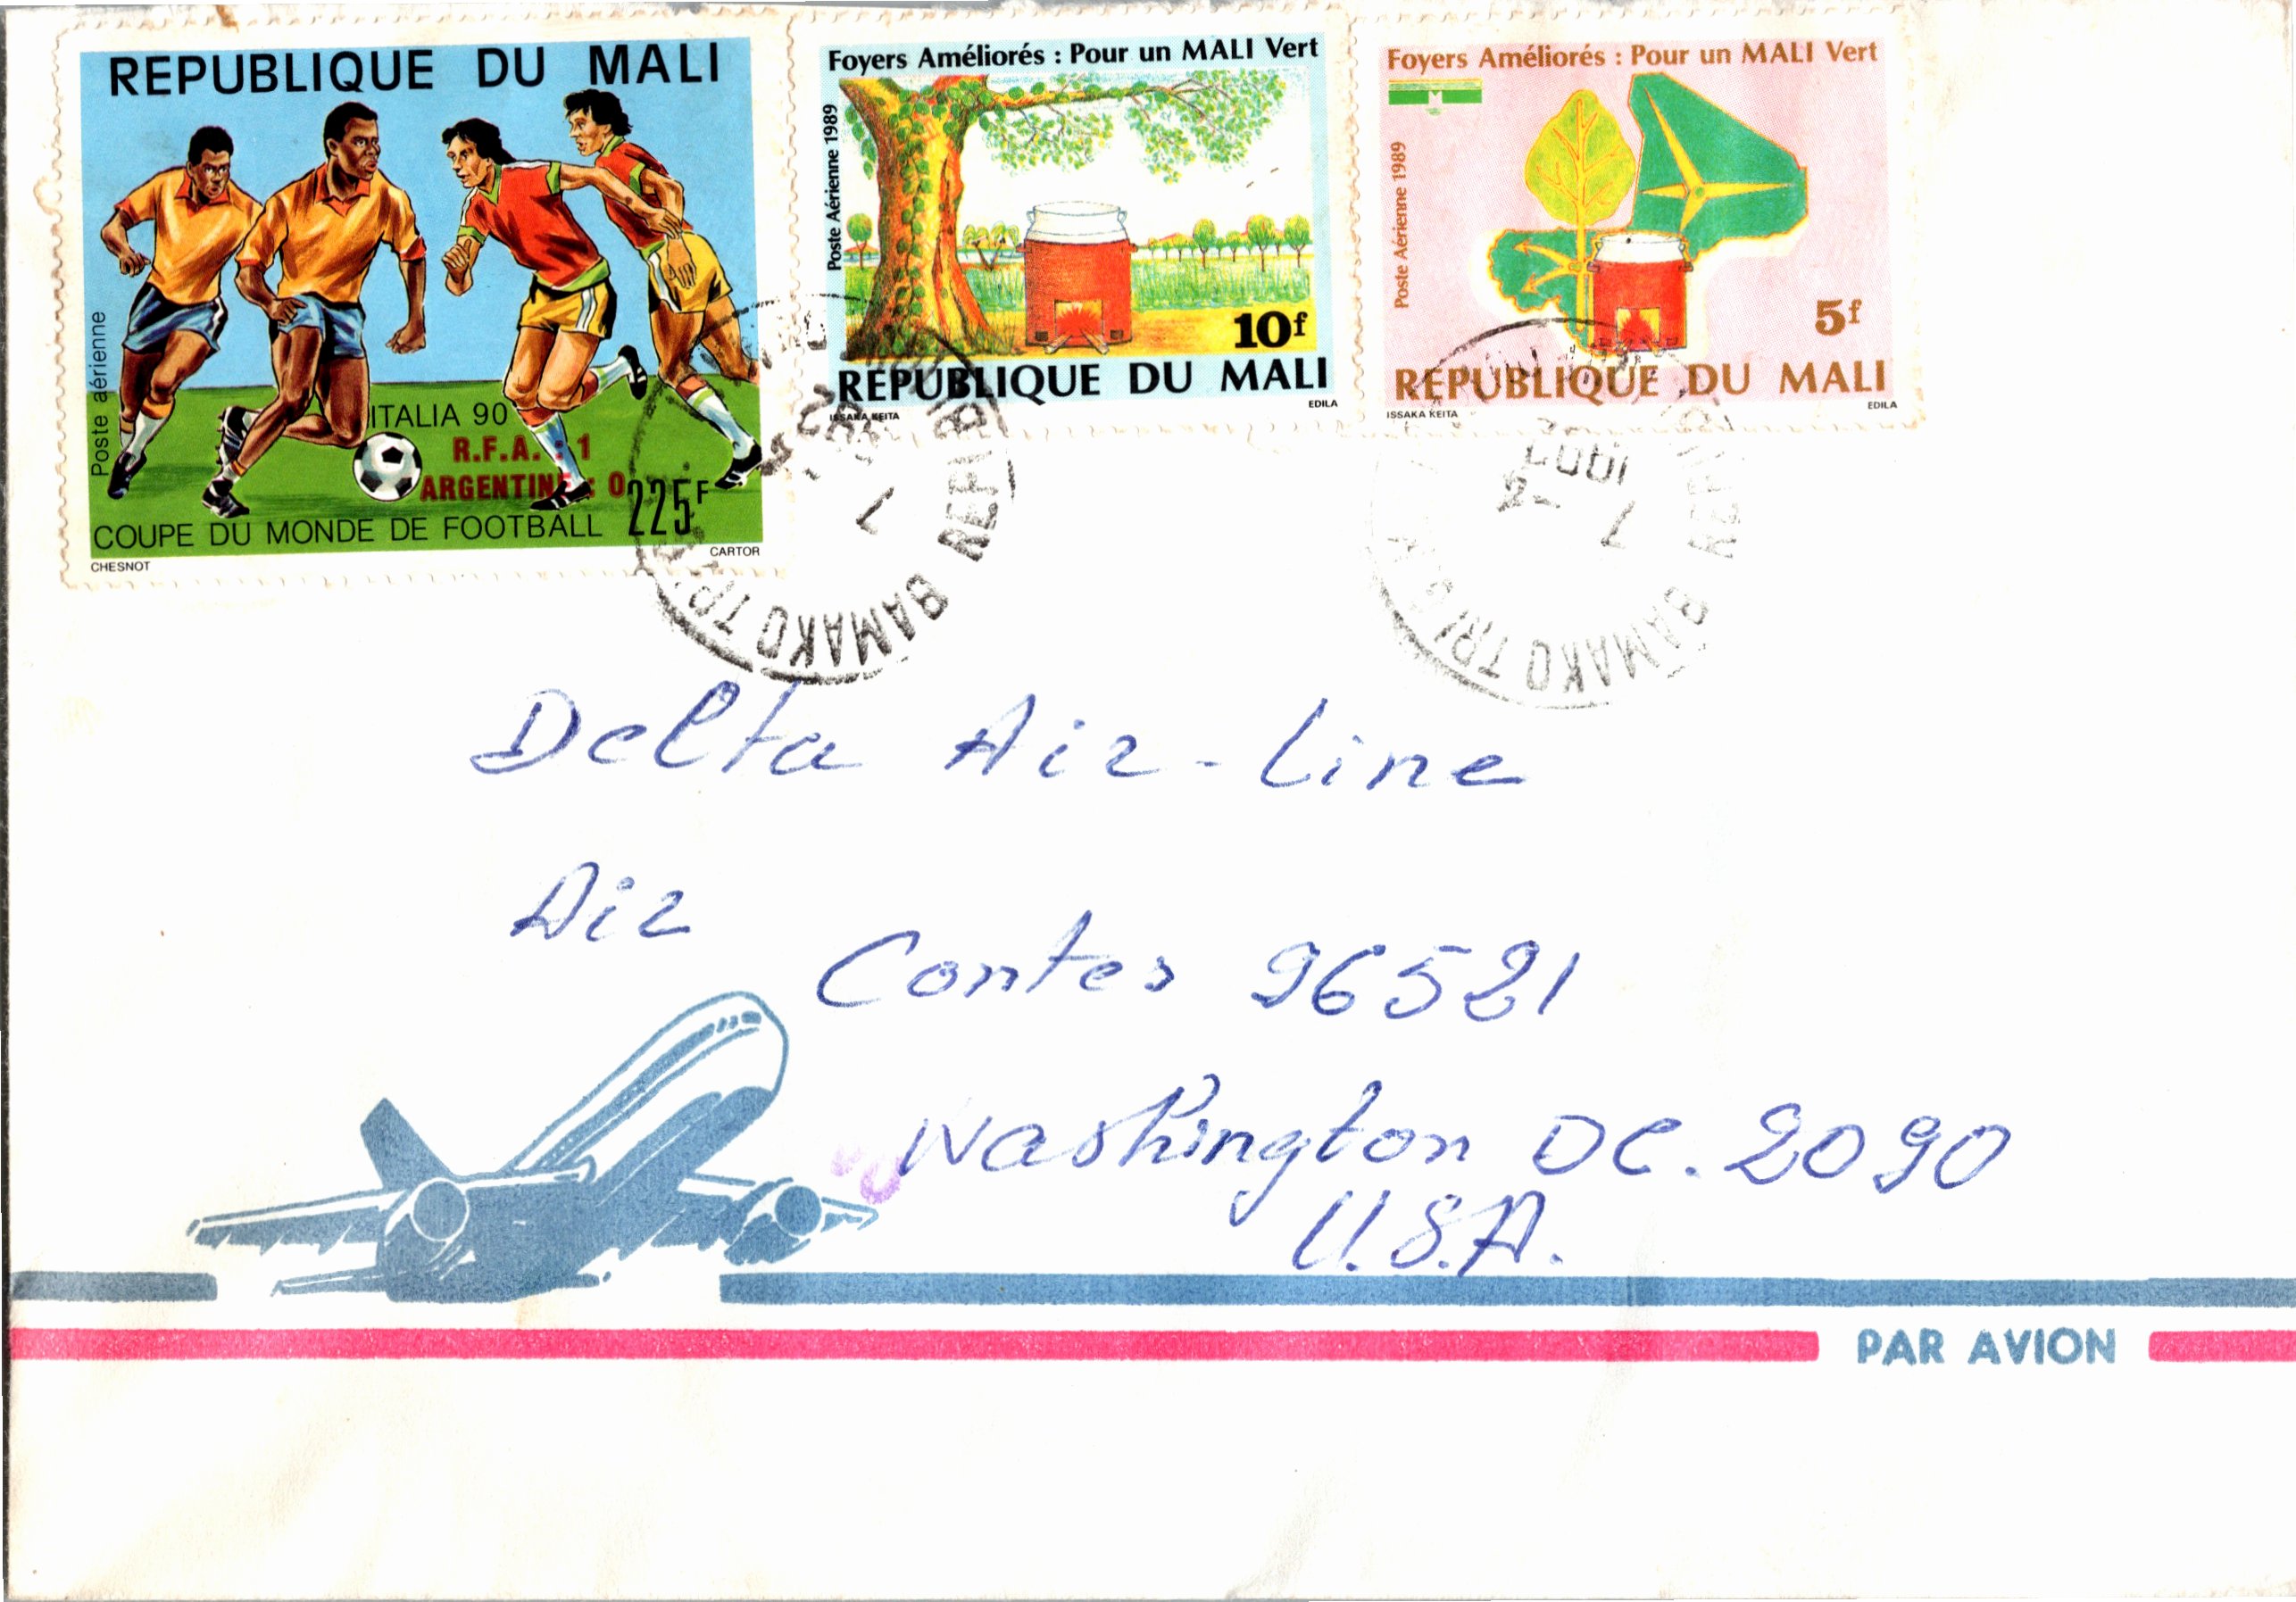 REPUBLIQUE DU MALI
Poste aérienne
ITALIA 90
R.F.A. : 1
ARGENTINE : 0
225F
COUPE DU MONDE DE FOOTBALL
CHESNOT
CARTOR
Foyers Améliorés : Pour un MALI Vert
Poste Aérienne 1989
10f
REPUBLIQUE DU MALI
ISSAKA KEITA
EDILA
Foyers Améliorés : Pour un MALI Vert
Poste Aérienne 1989
5f
REPUBLIQUE DU MALI
ISSAKA KEITA
EDILA
BAMAKO
BAMAKO TRI
Delta Air-Line
Air
Contes 96521
Washington DC. 2090
U.S.A.
PAR AVION